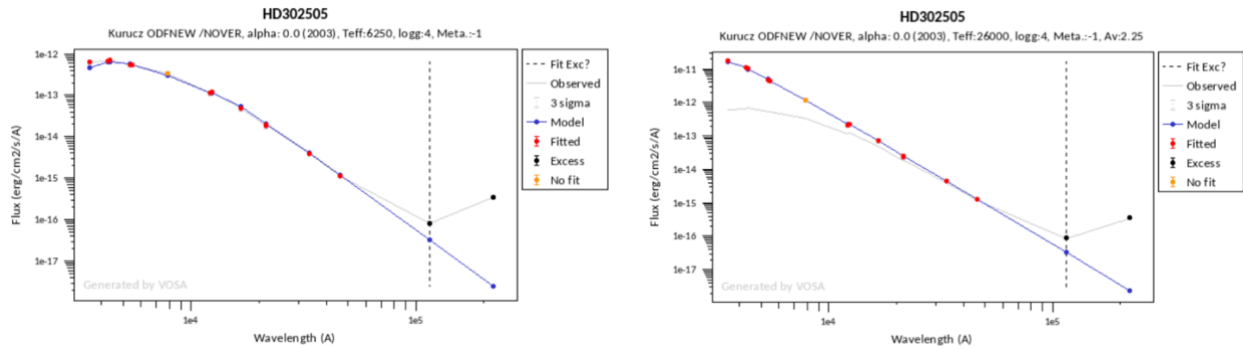 HD302505
Kurucz ODFNEW /NOVER, alpha: 0.0 (2003), Teff:6250, logg:4, Meta.:-1
Flux (erg/cm2/s/A)
1e-12
1e-13
1e-14
1e-15
1e-16
1e-17
Generated by VOSA
1e4
1e5
Wavelength (A)
Fit Exc?
Observed
3 sigma
Model
Fitted
Excess
No fit
HD302505
Kurucz ODFNEW /NOVER, alpha: 0.0 (2003), Teff:26000, logg:4, Meta.:-1, Av:2.25
Flux (erg/cm2/s/A)
1e-11
1e-12
1e-13
1e-14
1e-15
1e-16
1e-17
Generated by VOSA
1e4
1e5
Wavelength (A)
Fit Exc?
Observed
3 sigma
Model
Fitted
Excess
No fit